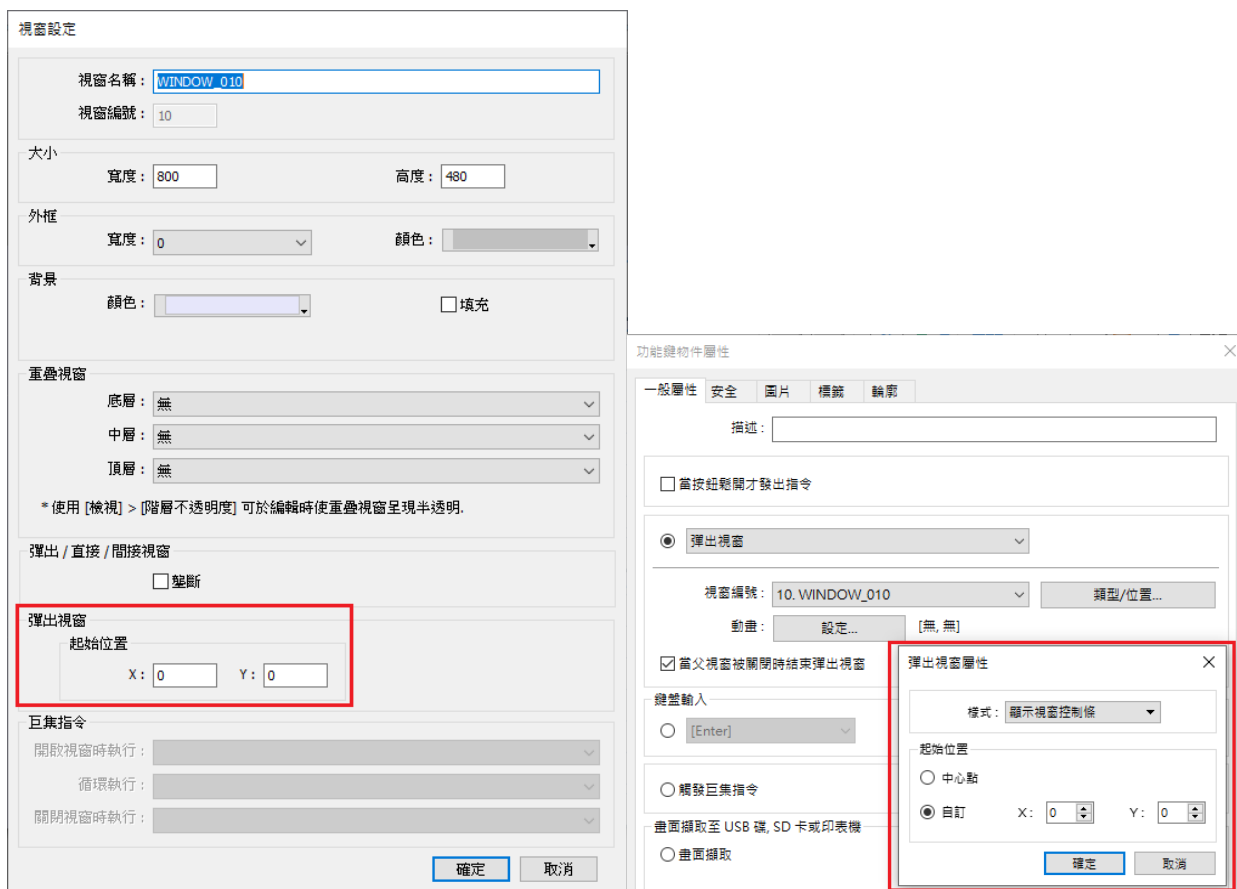 視窗設定
視窗名稱： WINDOW_010
視窗編號： 10
大小
寬度： 800 高度： 480
外框
寬度： 0 顏色：
背景
顏色： 填充
重疊視窗
底層： 無
中層： 無
頂層： 無
* 使用 [檢視] > [階層不透明度] 可於編輯時使重疊視窗呈現半透明.
彈出 / 直接 / 間接視窗
壟斷
彈出視窗
起始位置
X： 0 Y： 0
巨集指令
開啟視窗時執行：
循環執行：
關閉視窗時執行：
確定 取消
功能鍵物件屬性
一般屬性 安全 圖片 標籤 輪廓
描述：
當按鈕鬆開才發出指令
彈出視窗
視窗編號： 10. WINDOW_010 類型/位置...
動畫： 設定... [無, 無]
當父視窗被關閉時結束彈出視窗
鍵盤輸入
[Enter]
觸發巨集指令
畫面擷取至 USB 碟, SD 卡或印表機
畫面擷取
彈出視窗屬性
樣式： 顯示視窗控制條
起始位置
中心點
自訂 X： 0 Y： 0
確定 取消